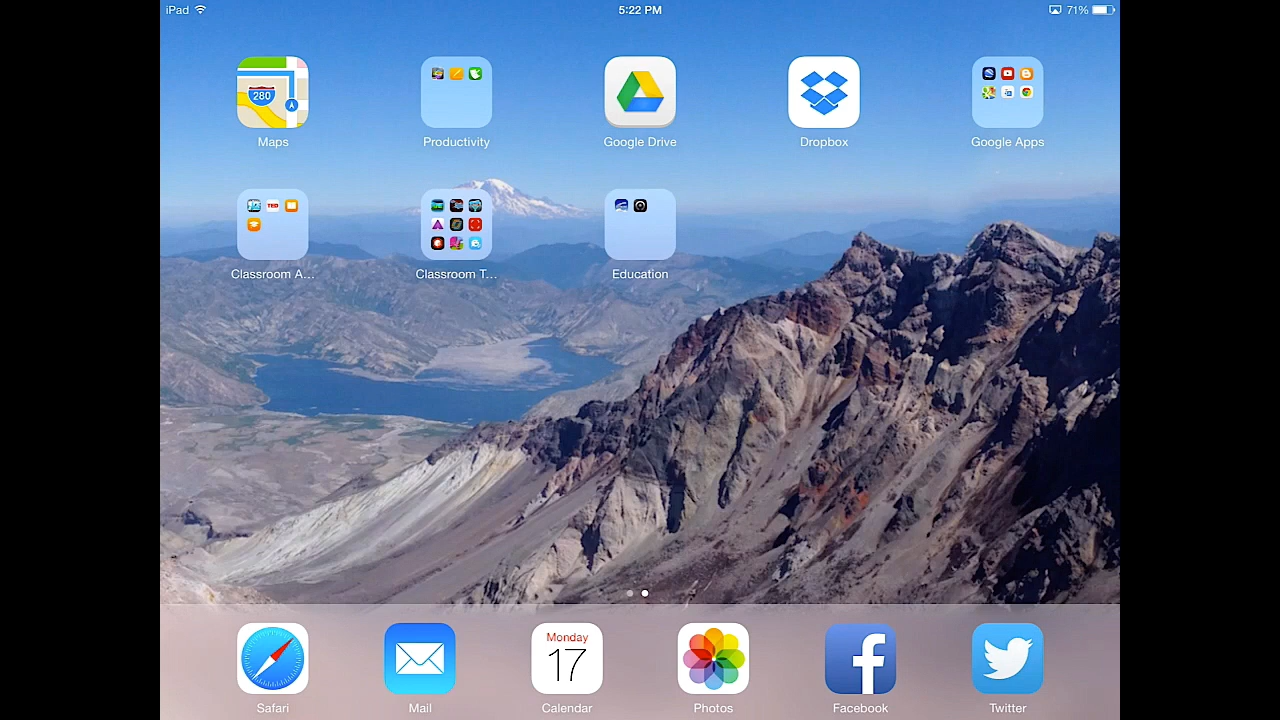 iPad 5:22 PM 71%
280
Maps Productivity Google Drive Dropbox Google Apps
TED
Classroom A... Classroom T... Education
Monday
17
Safari Mail Calendar Photos Facebook Twitter